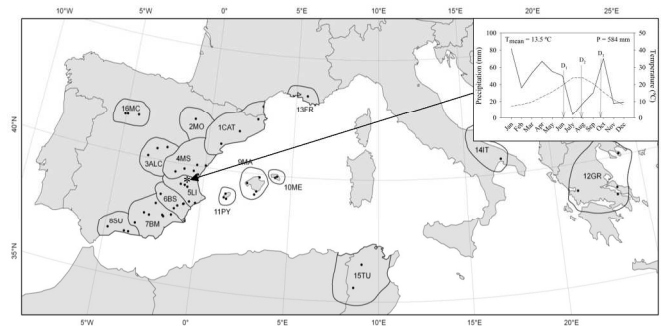 5°W 0° 5°E 10°E 15°E 20°E 25°E
40°N
35°N
5°W 0° 5°E 10°E 15°E 20°E
16MC
2MO
1CAT
13FR
3ALC
4MS
5LI
6BS
7BM
8SU
9MA
10ME
11PY
14IT
12GR
15TU
Tmean = 13.5 ºC P = 584 mm
D1 D2 D3
Precipitation (mm)
100
80
60
40
20
0
Temperature (°C)
50
40
30
20
10
0
Jan Feb Mar Apr May Jun July Aug Sep Oct Nov Dec